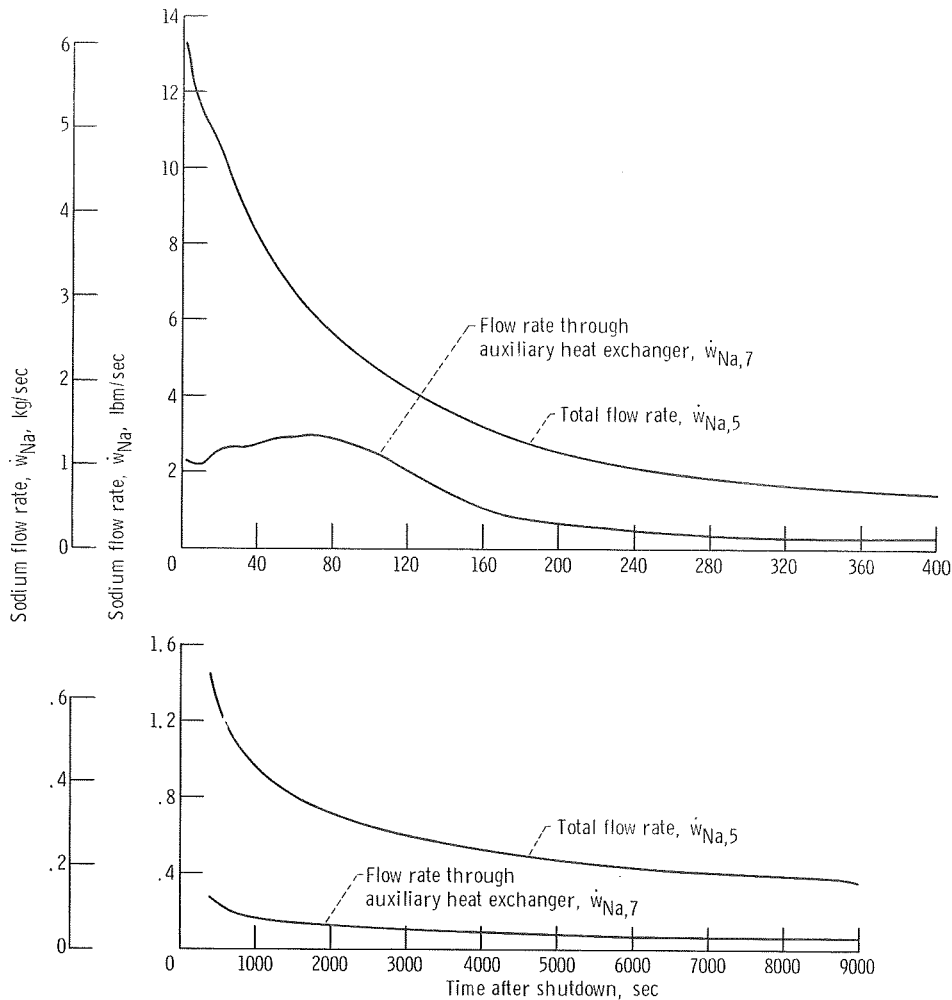 Sodium flow rate, ẇNa, kg/sec
6
5
4
3
2
1
0
Sodium flow rate, ẇNa, lbm/sec
14
12
10
8
6
4
2
0 40 80 120 160 200 240 280 320 360 400
Flow rate through
auxiliary heat exchanger, ẇNa,7
Total flow rate, ẇNa,5
.6
.4
.2
0
1.6
1.2
.8
.4
Total flow rate, ẇNa,5
Flow rate through
auxiliary heat exchanger, ẇNa,7
0 1000 2000 3000 4000 5000 6000 7000 8000 9000
Time after shutdown, sec